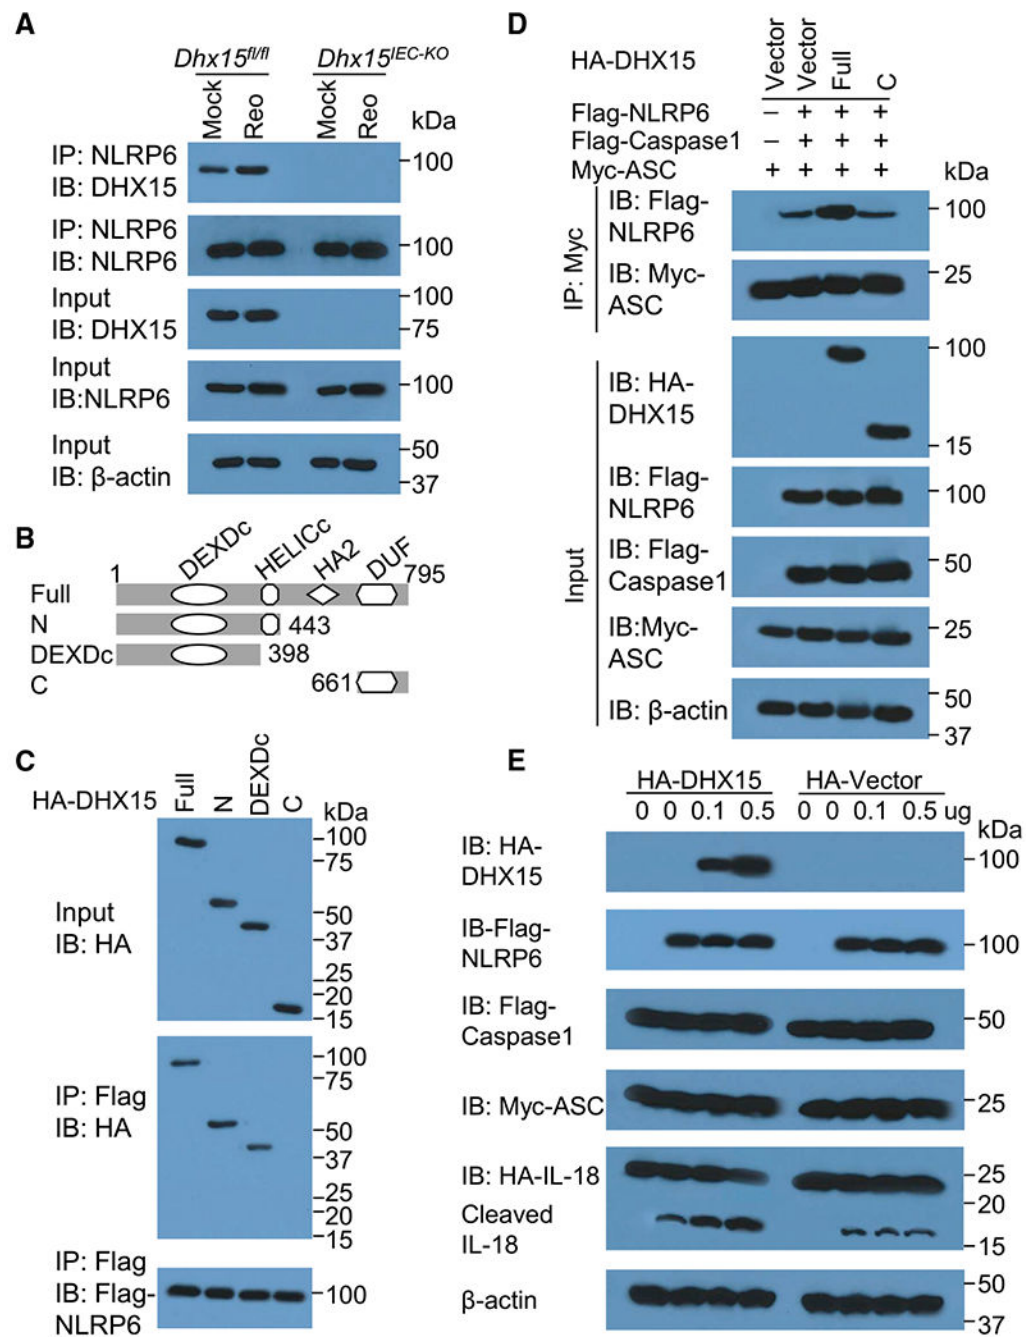 A
Dhx15fl/fl Dhx15IEC-KO
Mock Reo Mock Reo kDa
IP: NLRP6
IB: DHX15
100
IP: NLRP6
IB: NLRP6
100
Input
IB: DHX15
100
75
Input
IB:NLRP6
100
Input
IB: β-actin
50
37
B
DEXDc HELICc HA2 DUF
1 795
Full
N 443
DEXDc 398
C 661
C
HA-DHX15 Full N DEXDc C
kDa
Input
IB: HA
100
75
50
37
25
20
15
IP: Flag
IB: HA
100
75
50
37
25
20
15
IP: Flag
IB: Flag-
NLRP6
100
D
HA-DHX15 Vector Vector Full C
Flag-NLRP6 – + + +
Flag-Caspase1 – + + +
Myc-ASC + + + + kDa
IP: Myc
IB: Flag-
NLRP6
100
IB: Myc-
ASC
25
Input
IB: HA-
DHX15
100
15
IB: Flag-
NLRP6
100
IB: Flag-
Caspase1
50
IB:Myc-
ASC
25
IB: β-actin
50
37
E
HA-DHX15 HA-Vector
0 0 0.1 0.5 0 0 0.1 0.5 ug
kDa
IB: HA-
DHX15
100
IB-Flag-
NLRP6
100
IB: Flag-
Caspase1
50
IB: Myc-ASC
25
IB: HA-IL-18
25
20
Cleaved
IL-18
15
β-actin
50
37